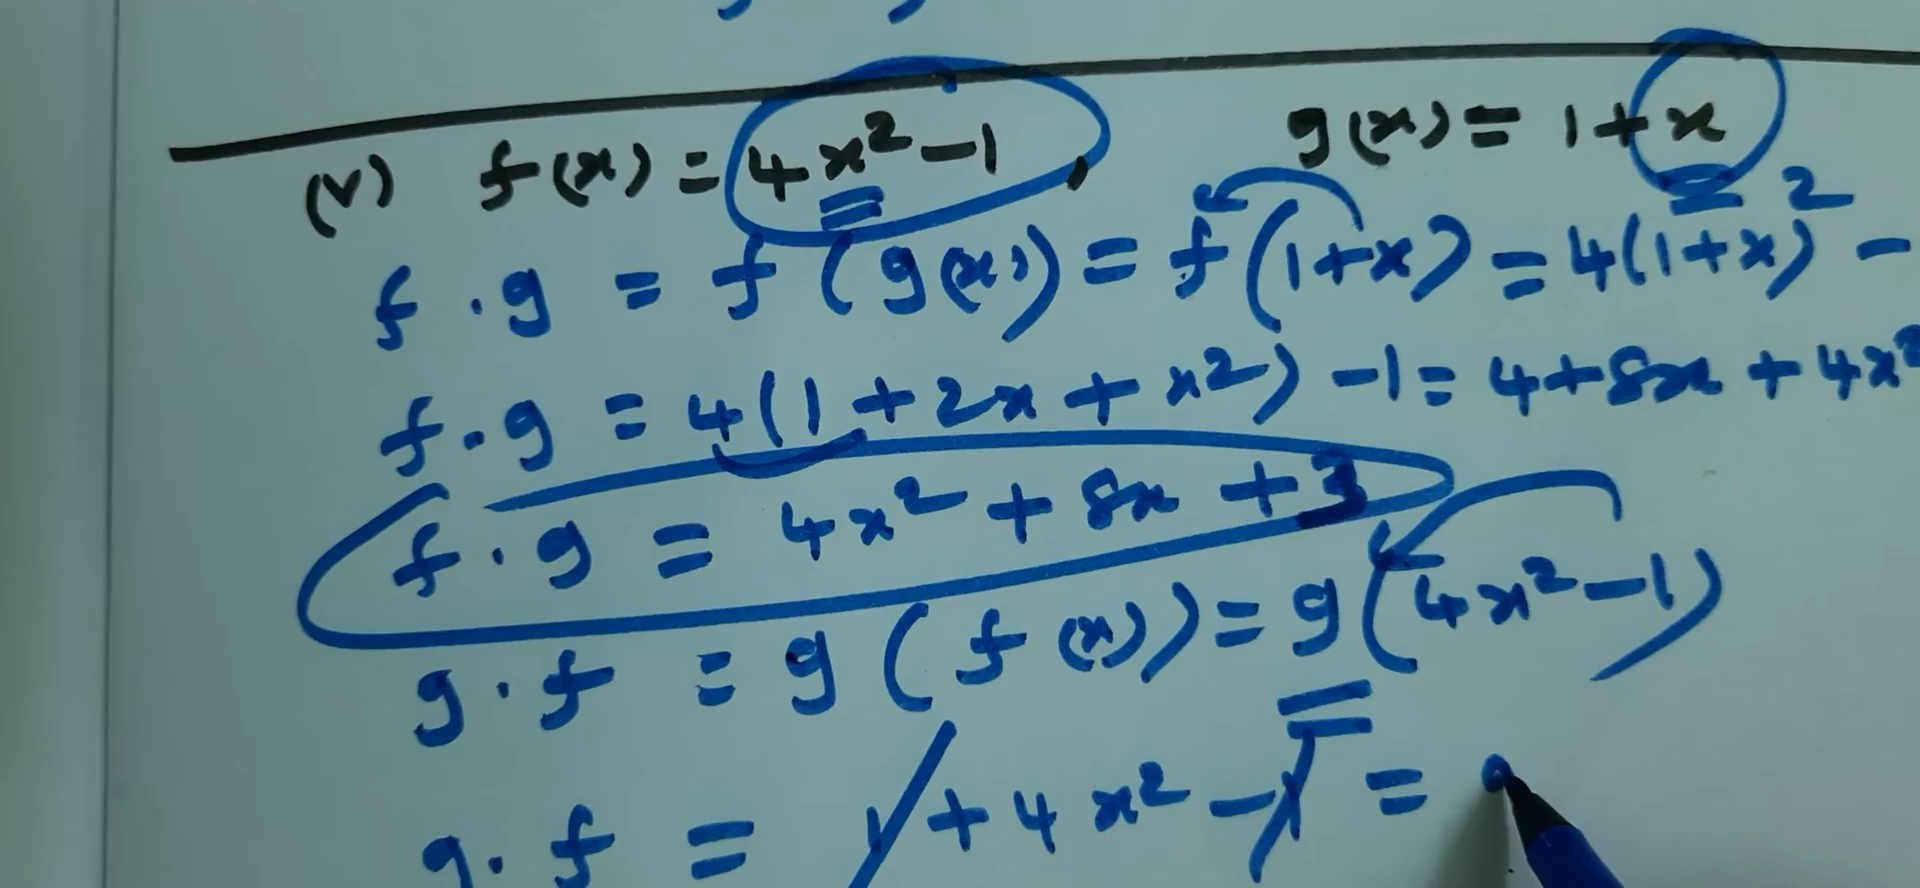 (v) f(x) = 4x² - 1, g(x) = 1 + x
f . g = f(g(x)) = f(1+x) = 4(1+x)² -
f . g = 4(1 + 2x + x²) - 1 = 4 + 8x + 4x²
f . g = 4x² + 8x + 3
g . f = g(f(x)) = g(4x² - 1)
g . f = 1 + 4x² - 1 =